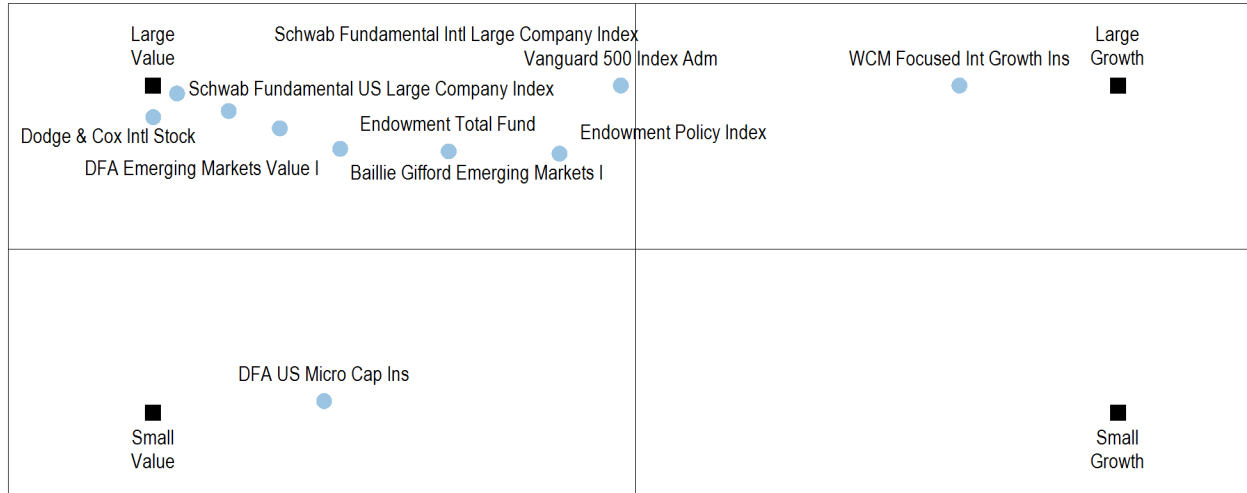 Large
Value
Schwab Fundamental Intl Large Company Index
Large
Growth
Vanguard 500 Index Adm
WCM Focused Int Growth Ins
Schwab Fundamental US Large Company Index
Dodge & Cox Intl Stock
Endowment Total Fund
Endowment Policy Index
DFA Emerging Markets Value I
Baillie Gifford Emerging Markets I
DFA US Micro Cap Ins
Small
Value
Small
Growth